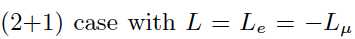 (2+1) case with L = L_e = −L_μ